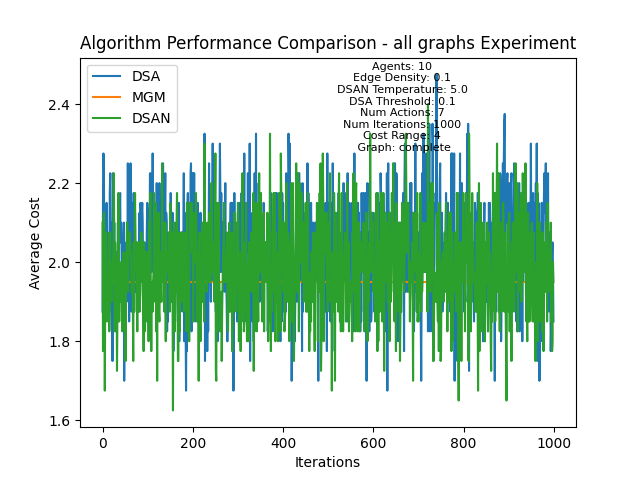 Algorithm Performance Comparison - all graphs Experiment
DSA
MGM
DSAN
Agents: 10
Edge Density: 0.1
DSAN Temperature: 5.0
DSA Threshold: 0.1
Num Actions: 7
Num Iterations: 1000
Cost Range: 4
Graph: complete
Average Cost
2.4
2.2
2.0
1.8
1.6
0
200
400
600
800
1000
Iterations